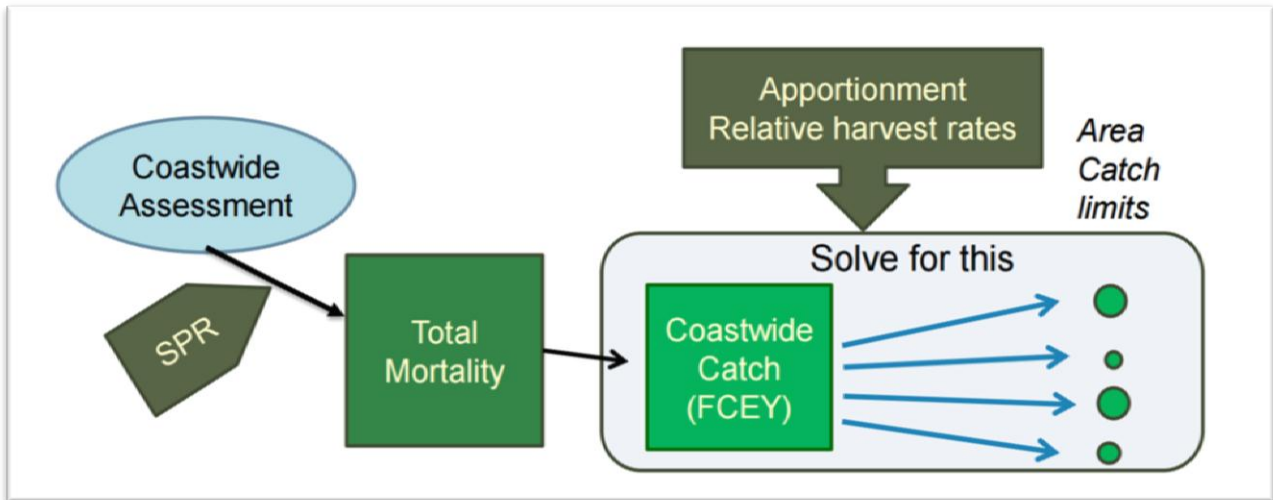 Coastwide
Assessment
SPR
Total
Mortality
Apportionment
Relative harvest rates
Area
Catch
limits
Solve for this
Coastwide
Catch
(FCEY)